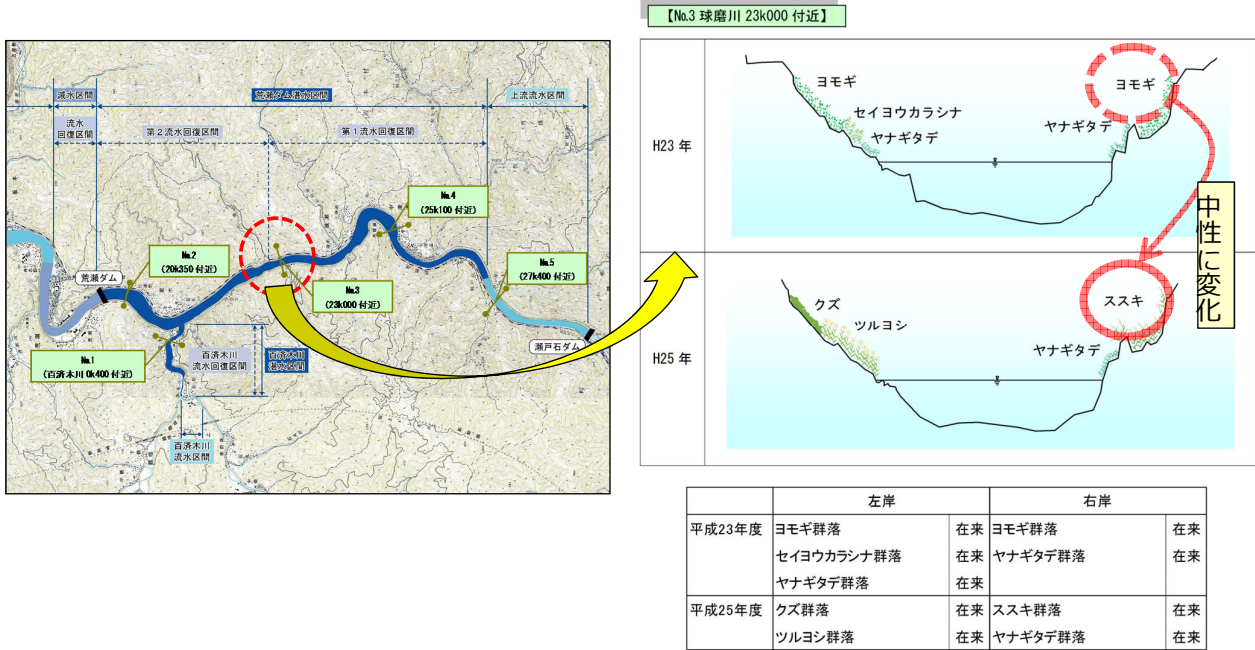 【No.3 球磨川 23k000 付近】
減水区間
荒瀬ダム湛水区間
上流流水区間
流水
回復区間
第2流水回復区間
第1流水回復区間
No.4
(25k100 付近)
No.2
(20k350 付近)
No.5
(27k400 付近)
荒瀬ダム
No.3
(23k000 付近)
瀬戸石ダム
No.1
(百済木川 0k400 付近)
百済木川
流水回復区間
百済木川
湛水区間
百済木川
流水区間
H23 年
ヨモギ
セイヨウカラシナ
ヤナギタデ
ヨモギ
ヤナギタデ
中性に変化
H25 年
クズ
ツルヨシ
ススキ
ヤナギタデ
左岸 右岸
平成23年度 ヨモギ群落 在来 ヨモギ群落 在来
セイヨウカラシナ群落 在来 ヤナギタデ群落 在来
ヤナギタデ群落 在来
平成25年度 クズ群落 在来 ススキ群落 在来
ツルヨシ群落 在来 ヤナギタデ群落 在来